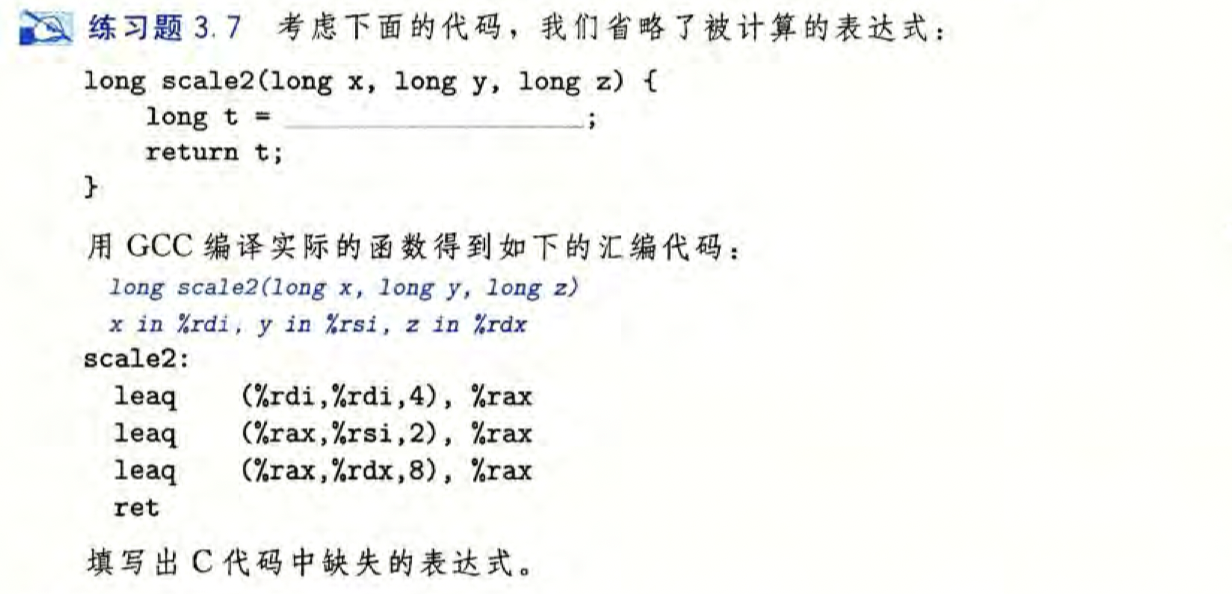 练习题 3.7 考虑下面的代码，我们省略了被计算的表达式：
long scale2(long x, long y, long z) {
    long t = ____________________;
    return t;
}
用 GCC 编译实际的函数得到如下的汇编代码：
long scale2(long x, long y, long z)
x in %rdi, y in %rsi, z in %rdx
scale2:
  leaq    (%rdi,%rdi,4), %rax
  leaq    (%rax,%rsi,2), %rax
  leaq    (%rax,%rdx,8), %rax
  ret
填写出 C 代码中缺失的表达式。